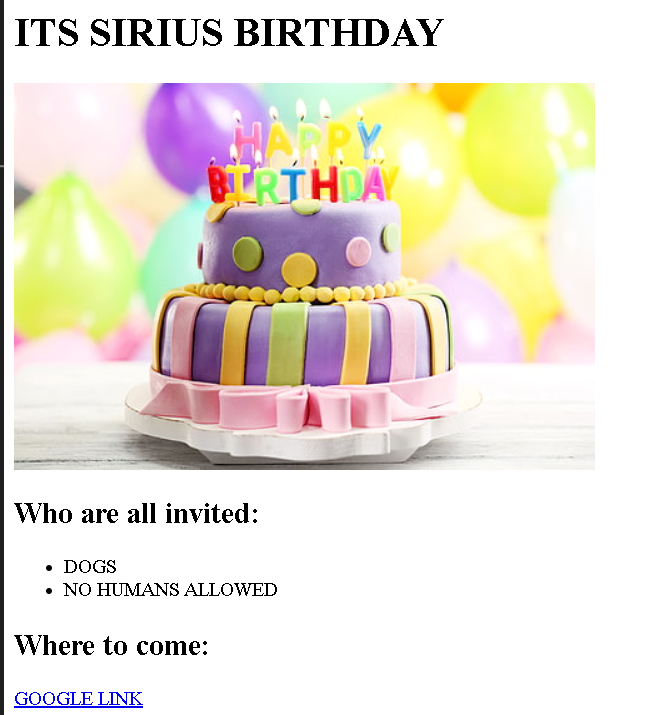 ITS SIRIUS BIRTHDAY
HAPPY
BIRTHDAY
Who are all invited:
DOGS
NO HUMANS ALLOWED
Where to come:
GOOGLE LINK